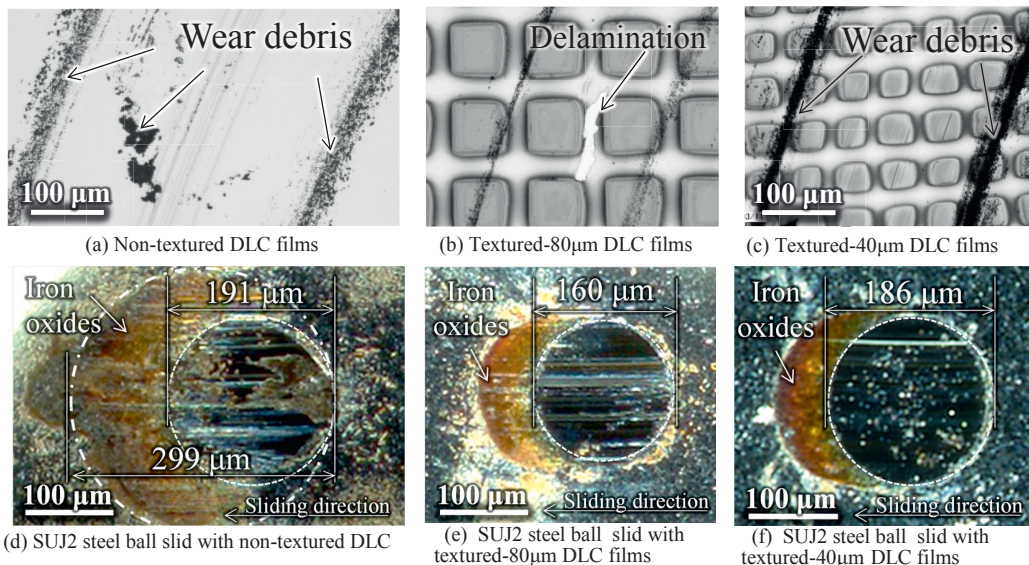 Wear debris
100 µm
(a) Non-textured DLC films
Delamination
100 µm
(b) Textured-80µm DLC films
Wear debris
100 µm
(c) Textured-40µm DLC films
Iron
oxides
191 µm
299 µm
100 µm
Sliding direction
(d) SUJ2 steel ball slid with non-textured DLC
Iron
oxides
160 µm
100 µm
Sliding direction
(e) SUJ2 steel ball slid with
textured-80µm DLC films
Iron
oxides
186 µm
100 µm
Sliding direction
(f) SUJ2 steel ball slid with
textured-40µm DLC films